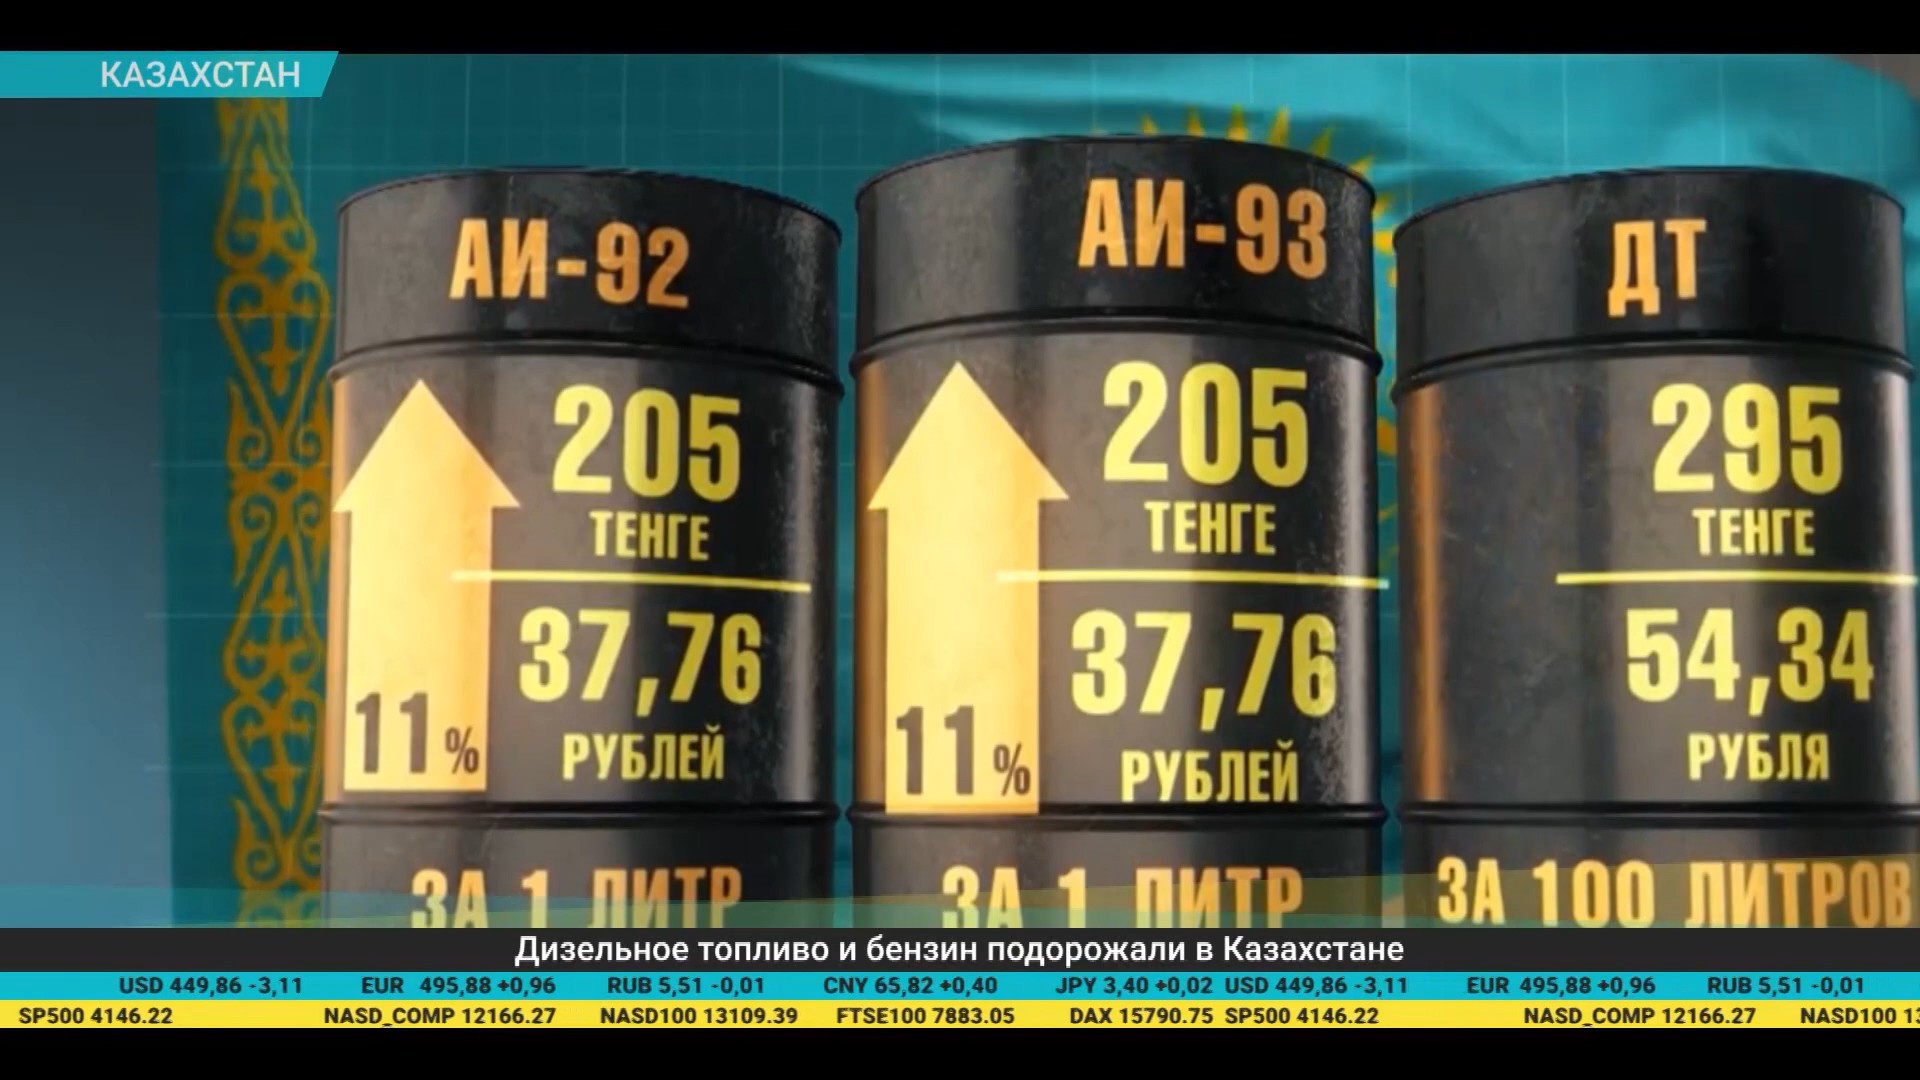 КАЗАХСТАН
АИ-92
205
ТЕНГЕ
37,76
РУБЛЕЙ
11%
ЗА 1 ЛИТР
АИ-93
205
ТЕНГЕ
37,76
РУБЛЕЙ
11%
ЗА 1 ЛИТР
ДТ
295
ТЕНГЕ
54,34
РУБЛЯ
ЗА 100 ЛИТРОВ
Дизельное топливо и бензин подорожали в Казахстане
USD 449,86 -3,11 EUR 495,88 +0,96 RUB 5,51 -0,01 CNY 65,82 +0,40 JPY 3,40 +0,02 USD 449,86 -3,11 EUR 495,88 +0,96 RUB 5,51 -0,01
SP500 4146.22 NASD_COMP 12166.27 NASD100 13109.39 FTSE100 7883.05 DAX 15790.75 SP500 4146.22 NASD_COMP 12166.27 NASD100